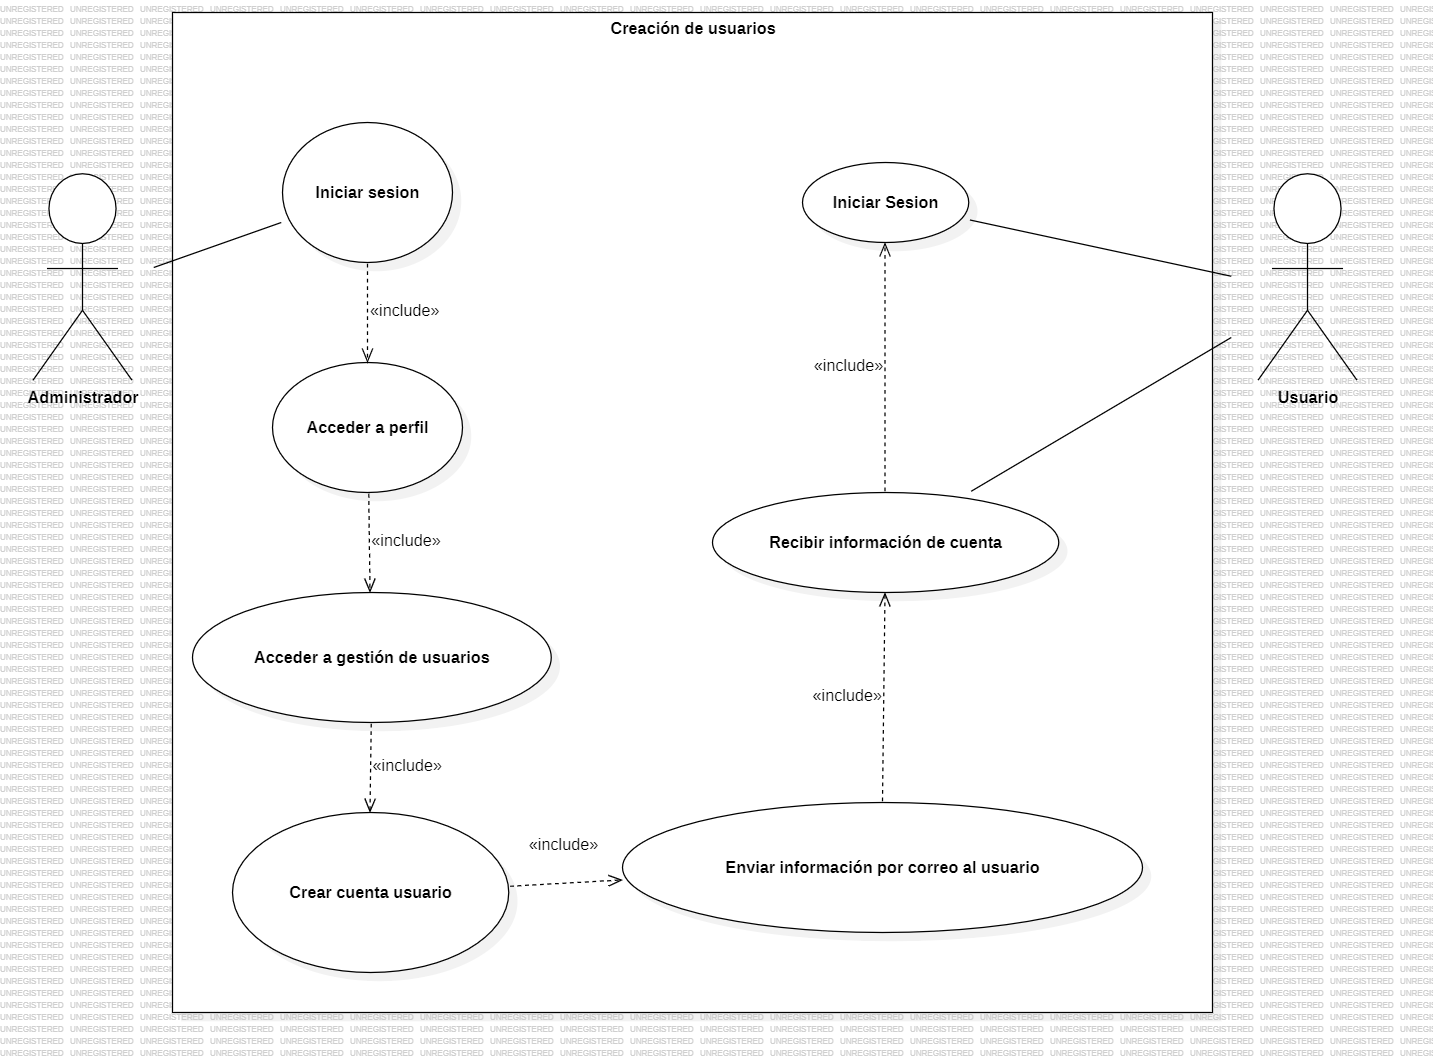 Creación de usuarios
Iniciar sesion
Iniciar Sesion
«include»
«include»
Administrador
Usuario
Acceder a perfil
«include»
Recibir información de cuenta
Acceder a gestión de usuarios
«include»
«include»
«include»
Enviar información por correo al usuario
Crear cuenta usuario
UNREGISTERED